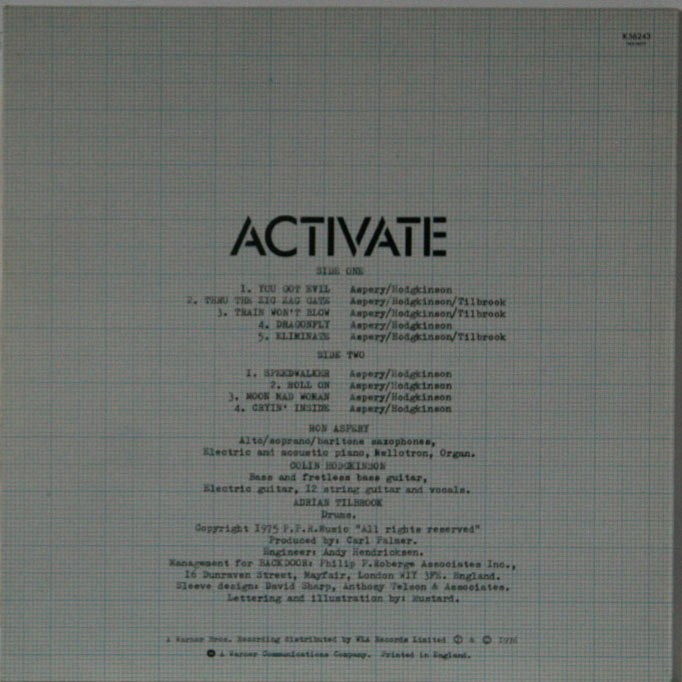 K56243
ACTIVATE
SIDE ONE
1. YOU GOT EVIL Aspery/Hodgkinson
2. THRU THE ZIG ZAG GATE Aspery/Hodgkinson/Tilbrook
3. TRAIN WON'T BLOW Aspery/Hodgkinson/Tilbrook
4. DRAGONFLY Aspery/Hodgkinson
5. ELIMINATE Aspery/Hodgkinson/Tilbrook
SIDE TWO
1. SPEEDWALKER Aspery/Hodgkinson
2. ROLL ON Aspery/Hodgkinson
3. MOON MAD WOMAN Aspery/Hodgkinson
4. CRYIN' INSIDE Aspery/Hodgkinson
RON ASPERY
Alto/soprano/baritone saxophones,
Electric and acoustic piano, Mellotron, Organ.
COLIN HODGKINSON
Bass and fretless bass guitar,
Electric guitar, 12 string guitar and vocals.
ADRIAN TILBROOK
Drums.
Copyright 1975 P.P.R.Music "All rights reserved"
Produced by: Carl Palmer.
Engineer: Andy Hendricksen.
Management for BACKDOOR: Philip P.Roberge Associates Inc.,
16 Dunraven Street, Mayfair, London W1Y 3FE. England.
Sleeve design: David Sharp, Anthony Telson & Associates.
Lettering and illustration by: Mustard.
A Warner Bros. Recording distributed by WEA Records Limited Ⓟ & © 1976
A Warner Communications Company. Printed in England.